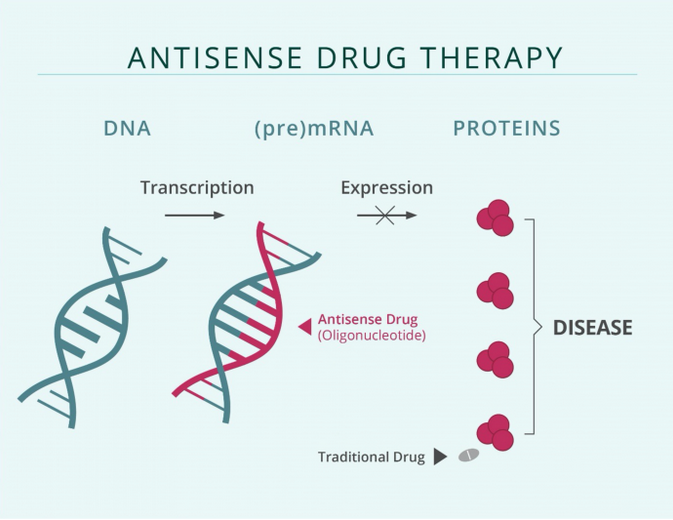 ANTISENSE DRUG THERAPY
DNA
(pre)mRNA
PROTEINS
Transcription
Expression
Antisense Drug
(Oligonucleotide)
DISEASE
Traditional Drug